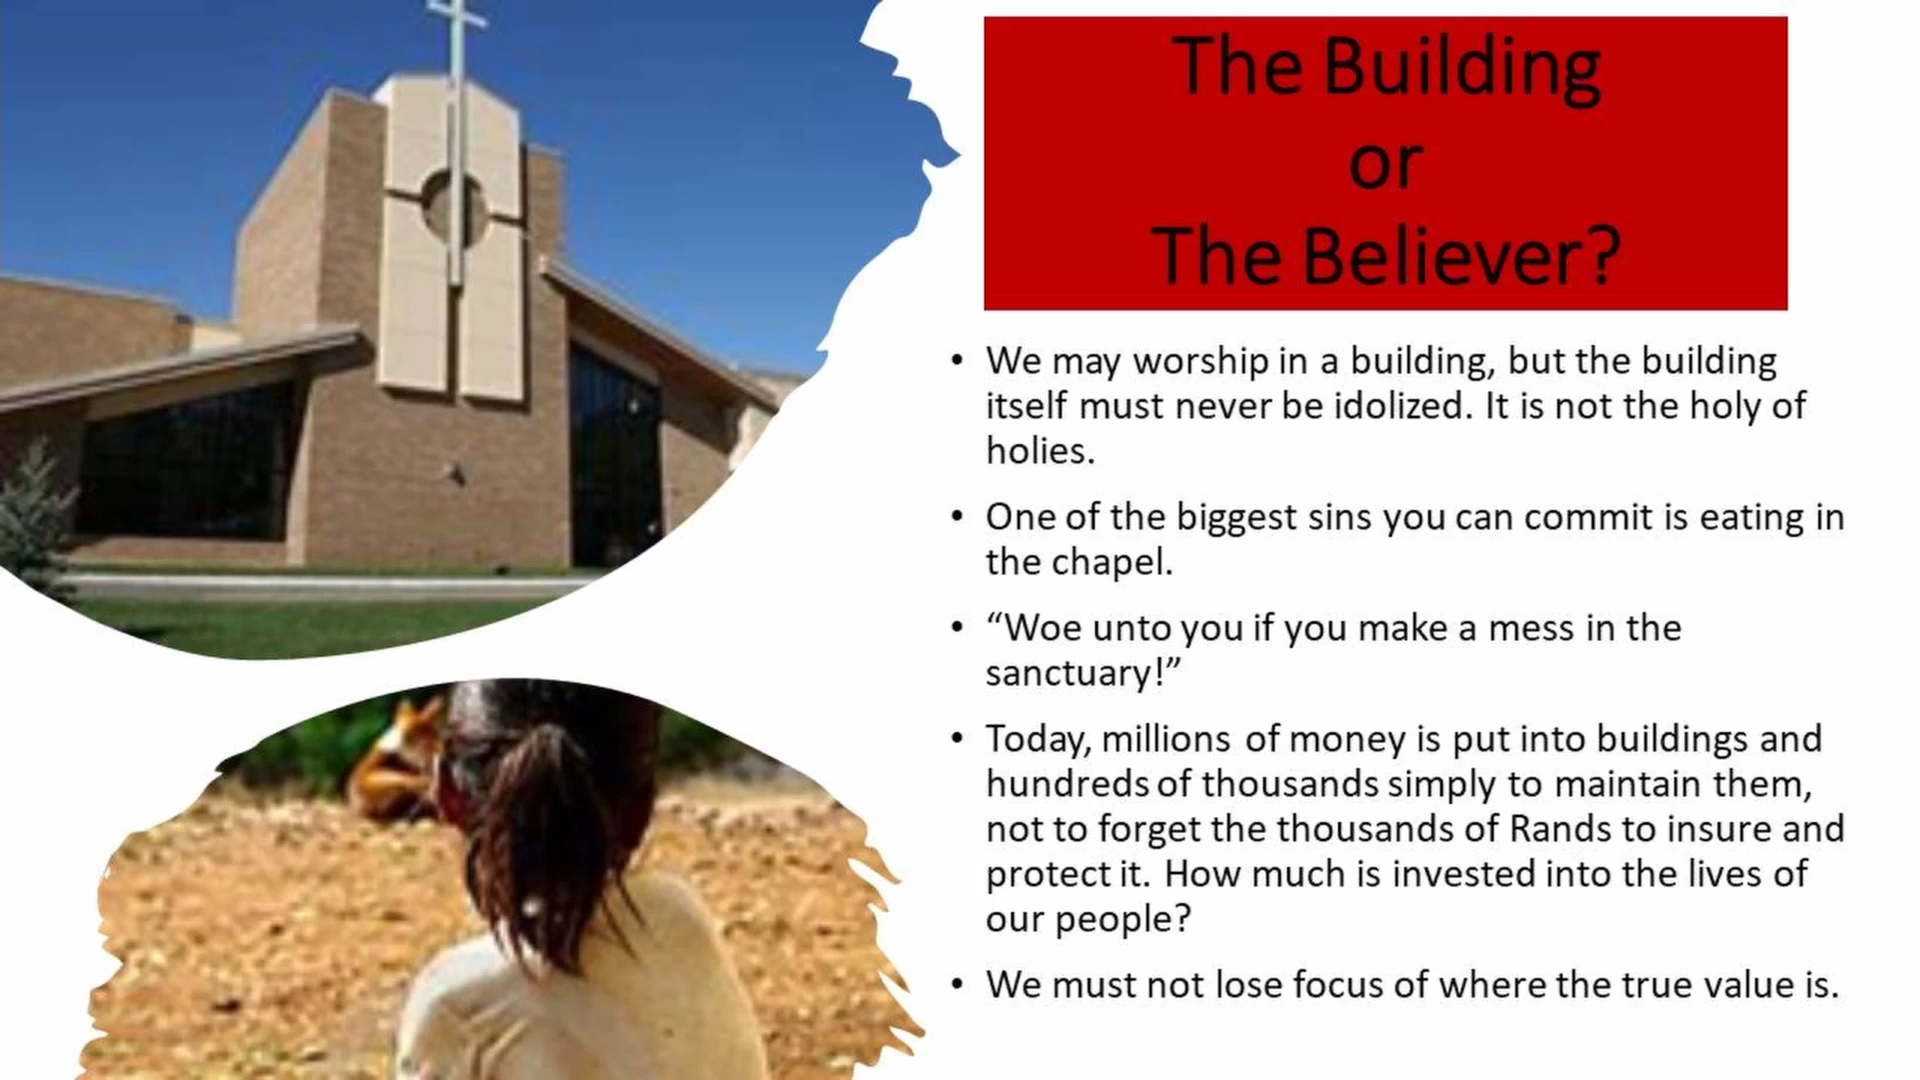 The Building
or
The Believer?
• We may worship in a building, but the building
itself must never be idolized. It is not the holy of
holies.
• One of the biggest sins you can commit is eating in
the chapel.
• “Woe unto you if you make a mess in the
sanctuary!”
• Today, millions of money is put into buildings and
hundreds of thousands simply to maintain them,
not to forget the thousands of Rands to insure and
protect it. How much is invested into the lives of
our people?
• We must not lose focus of where the true value is.